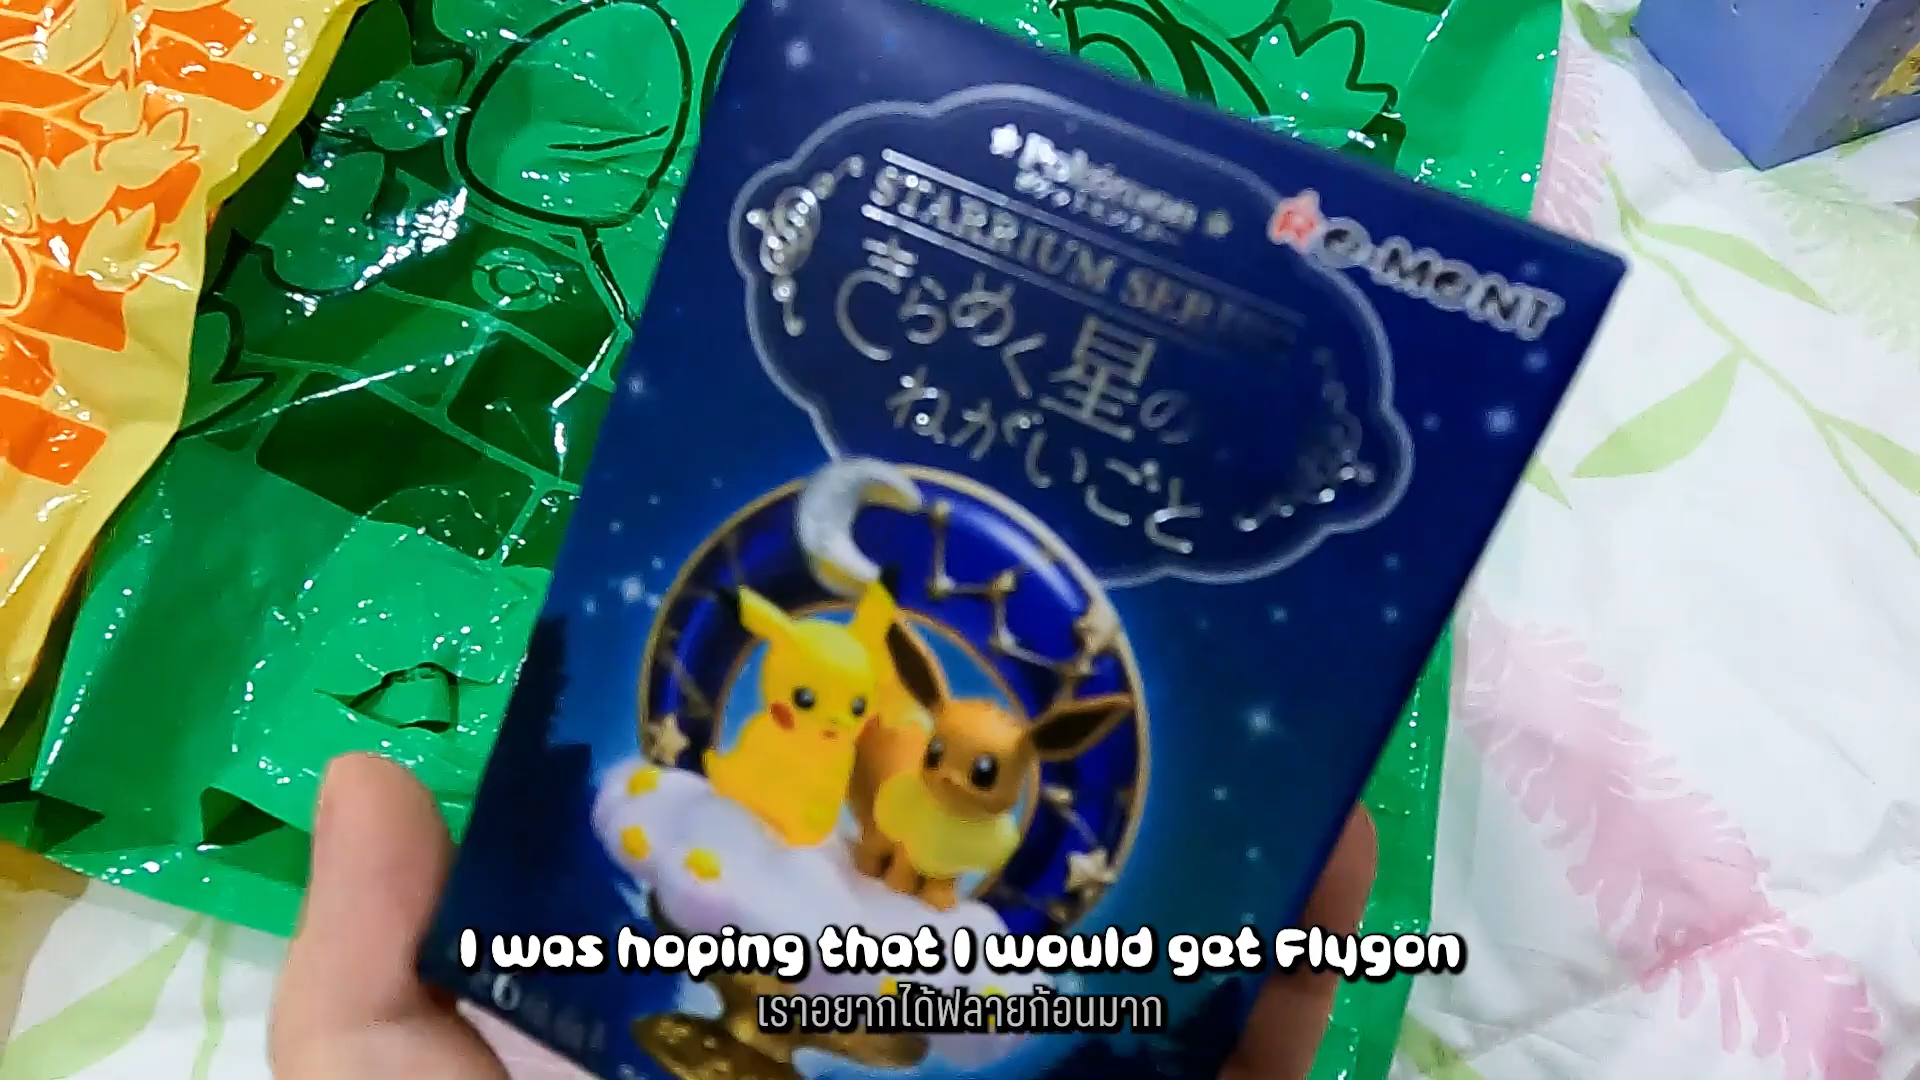 Pokémon
STARRIUM SERIES
RE-MENT
きらめく星の
ねがいごと
I was hoping that I would get Flygon
เราอยากได้ฟลายก้อนมาก